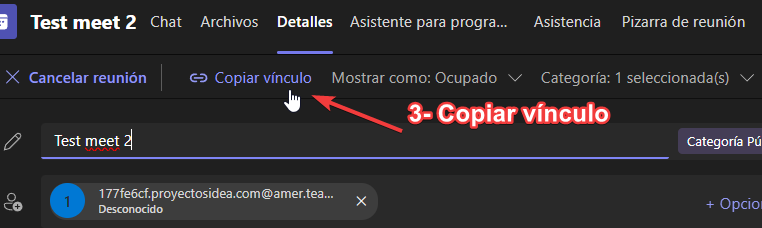 Test meet 2 Chat Archivos Detalles Asistente para progra... Asistencia Pizarra de reunión
Cancelar reunión Copiar vínculo Mostrar como: Ocupado Categoría: 1 seleccionada(s)
3- Copiar vínculo
Test meet 2 Categoría Pú
1 177fe6cf.proyectosidea.com@amer.tea...
Desconocido
+ Opcion